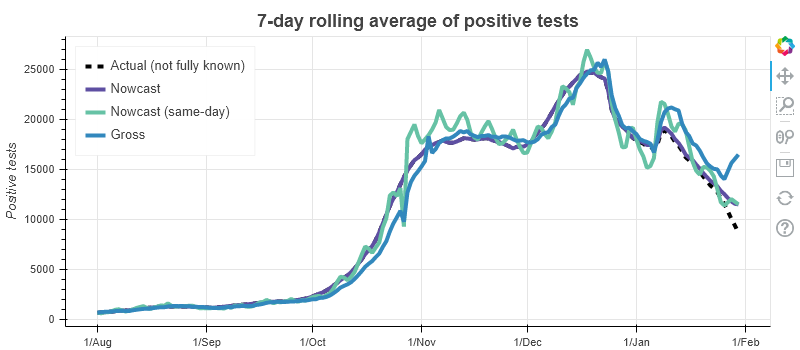 7-day rolling average of positive tests
Actual (not fully known)
Nowcast
Nowcast (same-day)
Gross
Positive tests
25000
20000
15000
10000
5000
0
1/Aug 1/Sep 1/Oct 1/Nov 1/Dec 1/Jan 1/Feb